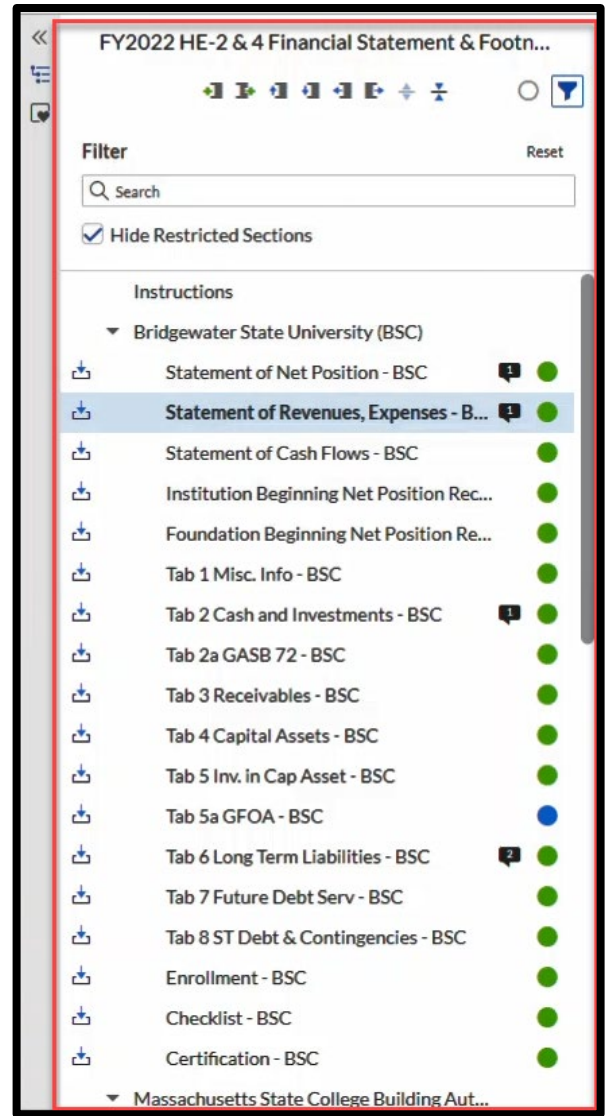 FY2022 HE-2 & 4 Financial Statement & Footn...
Filter
Reset
Search
Hide Restricted Sections
Instructions
Bridgewater State University (BSC)
Statement of Net Position - BSC 1
Statement of Revenues, Expenses - B... 1
Statement of Cash Flows - BSC
Institution Beginning Net Position Rec...
Foundation Beginning Net Position Re...
Tab 1 Misc. Info - BSC
Tab 2 Cash and Investments - BSC 1
Tab 2a GASB 72 - BSC
Tab 3 Receivables - BSC
Tab 4 Capital Assets - BSC
Tab 5 Inv. in Cap Asset - BSC
Tab 5a GFOA - BSC
Tab 6 Long Term Liabilities - BSC 2
Tab 7 Future Debt Serv - BSC
Tab 8 ST Debt & Contingencies - BSC
Enrollment - BSC
Checklist - BSC
Certification - BSC
Massachusetts State College Building Aut...